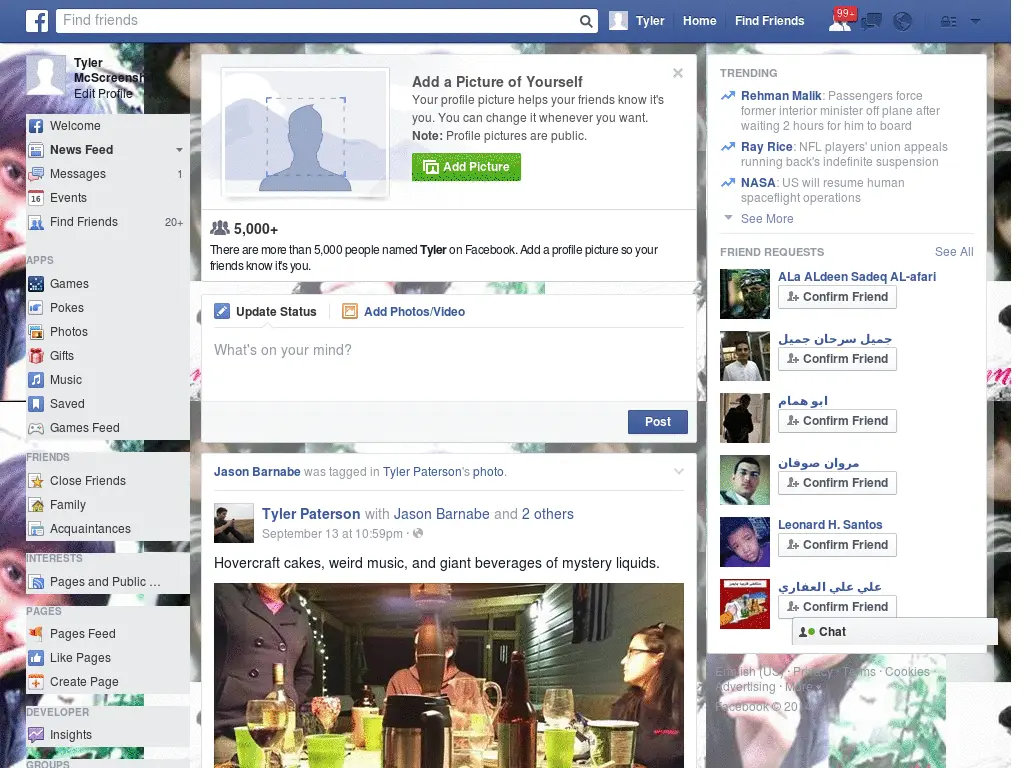 Find friends
Tyler
Home
Find Friends
99+
Tyler
McScreensh
Edit Profile
Welcome
News Feed
Messages 1
Events
Find Friends 20+
APPS
Games
Pokes
Photos
Gifts
Music
Saved
Games Feed
FRIENDS
Close Friends
Family
Acquaintances
INTERESTS
Pages and Public ...
PAGES
Pages Feed
Like Pages
Create Page
DEVELOPER
Insights
GROUPS
Add a Picture of Yourself
Your profile picture helps your friends know it's
you. You can change it whenever you want.
Note: Profile pictures are public.
Add Picture
5,000+
There are more than 5,000 people named Tyler on Facebook. Add a profile picture so your
friends know it's you.
Update Status
Add Photos/Video
What's on your mind?
Post
Jason Barnabe was tagged in Tyler Paterson's photo.
Tyler Paterson with Jason Barnabe and 2 others
September 13 at 10:59pm ·
Hovercraft cakes, weird music, and giant beverages of mystery liquids.
TRENDING
Rehman Malik: Passengers force
former interior minister off plane after
waiting 2 hours for him to board
Ray Rice: NFL players' union appeals
running back's indefinite suspension
NASA: US will resume human
spaceflight operations
See More
FRIEND REQUESTS See All
ALa ALdeen Sadeq AL-afari
Confirm Friend
جميل سرحان جميل
Confirm Friend
ابو همام
Confirm Friend
مروان صوفان
Confirm Friend
Leonard H. Santos
Confirm Friend
علي علي العفاري
Confirm Friend
Chat
English (US) · Privacy · Terms · Cookies ·
Advertising · More
Facebook © 20